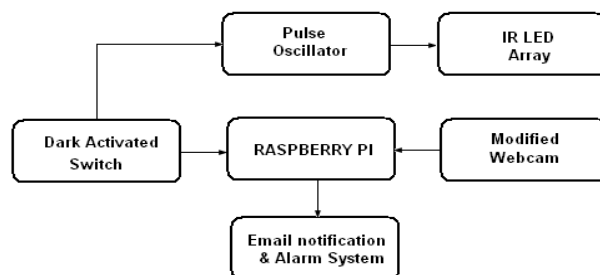 Pulse
Oscillator
IR LED
Array
Dark Activated
Switch
RASPBERRY PI
Modified
Webcam
Email notification
& Alarm System